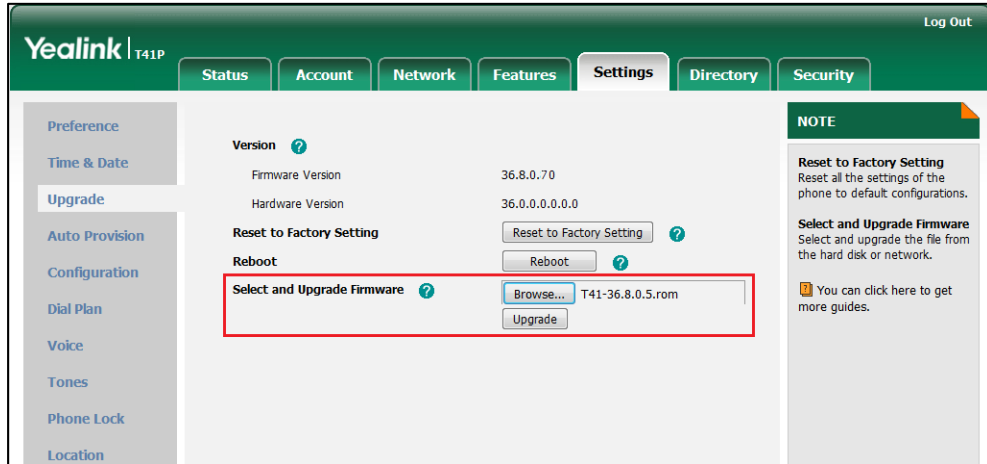 Log Out
Yealink | T41P
Status Account Network Features Settings Directory Security
Preference
Time & Date
Upgrade
Auto Provision
Configuration
Dial Plan
Voice
Tones
Phone Lock
Location
Version ?
Firmware Version 36.8.0.70
Hardware Version 36.0.0.0.0.0.0
Reset to Factory Setting Reset to Factory Setting ?
Reboot Reboot ?
Select and Upgrade Firmware ? Browse... T41-36.8.0.5.rom
Upgrade
NOTE
Reset to Factory Setting
Reset all the settings of the
phone to default configurations.
Select and Upgrade Firmware
Select and upgrade the file from
the hard disk or network.
? You can click here to get
more guides.